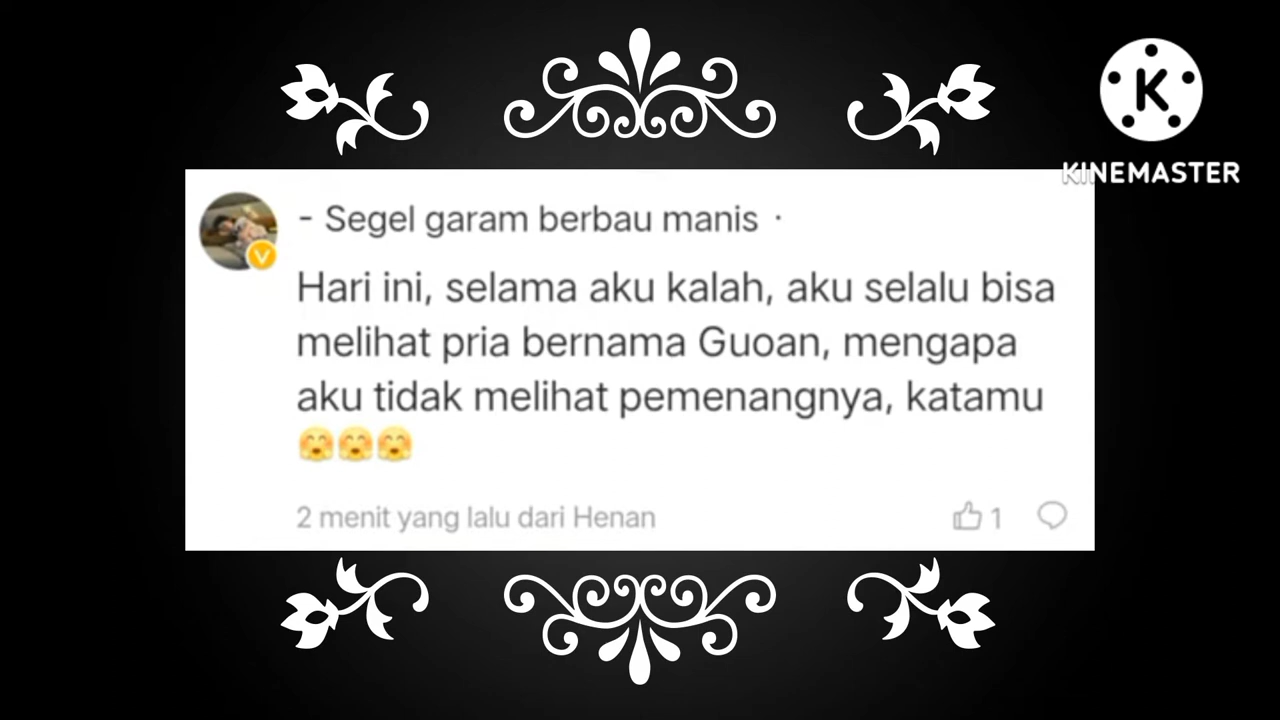 KINEMASTER
- Segel garam berbau manis ·
Hari ini, selama aku kalah, aku selalu bisa
melihat pria bernama Guoan, mengapa
aku tidak melihat pemenangnya, katamu
🤗🤗🤗
2 menit yang lalu dari Henan
1